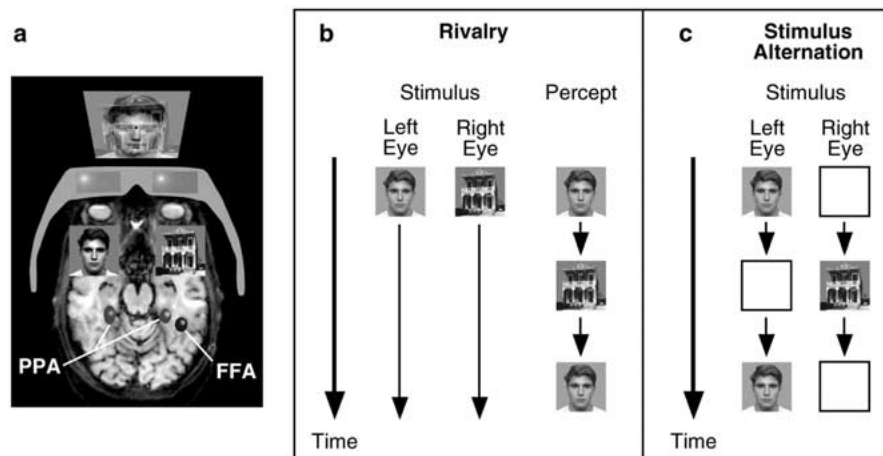 a
PPA
FFA
b
Rivalry
Stimulus
Percept
Left
Eye
Right
Eye
Time
c
Stimulus
Alternation
Stimulus
Left
Eye
Right
Eye
Time